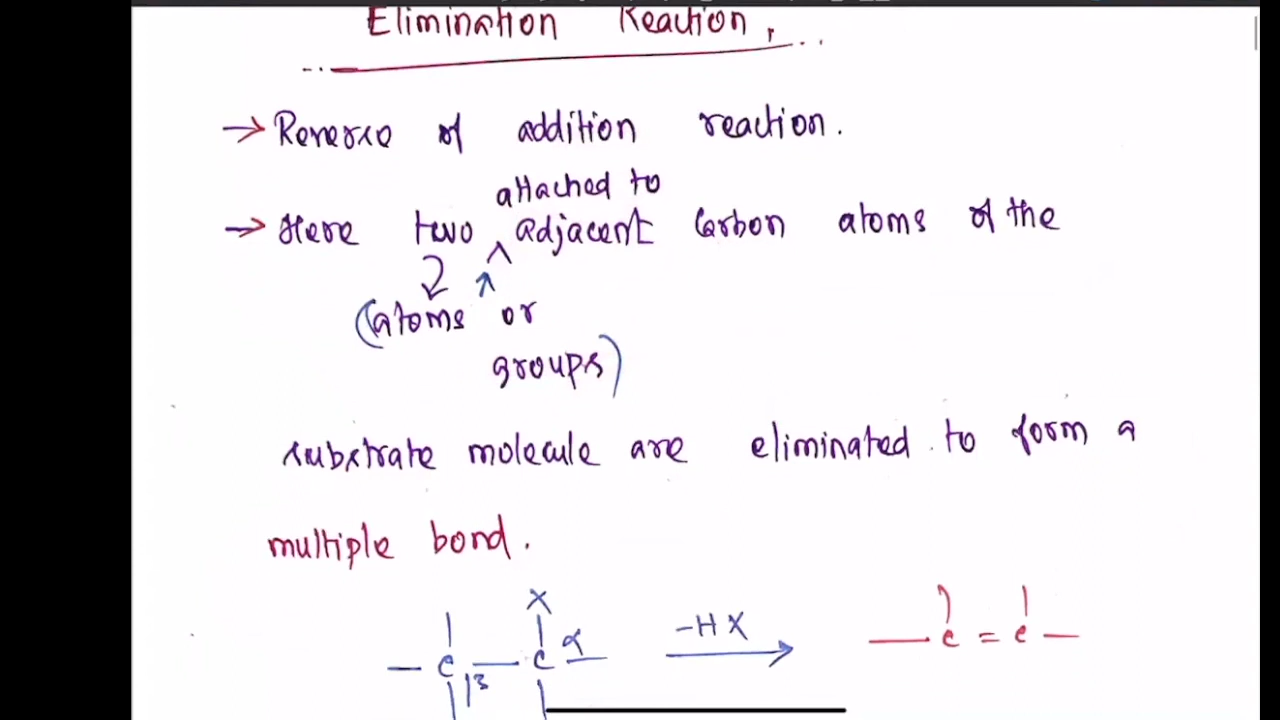 Elimination Reaction,
→ Reverse of addition reaction.
attached to
→ Here two ^ adjacent Carbon atoms of the
(atoms or
groups)
substrate molecule are eliminated to form a
multiple bond.
X
— C — C α — —HX → — C = C —
β